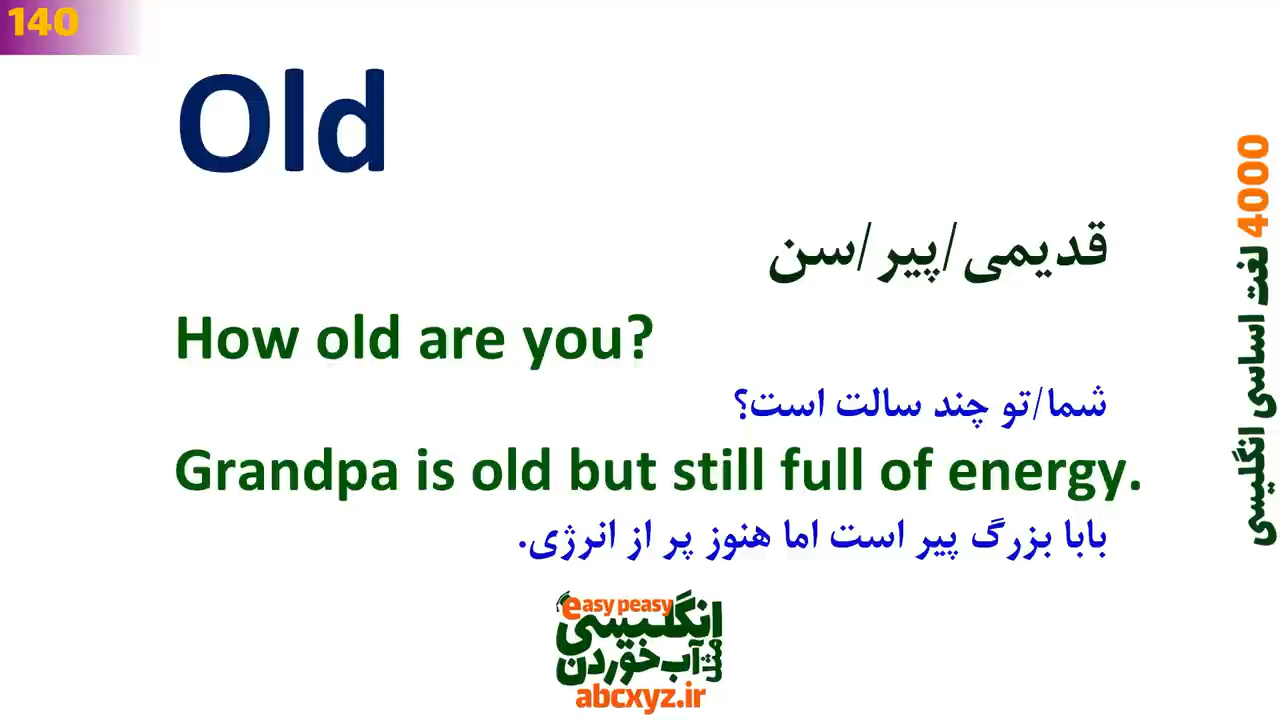 140
Old
قدیمی/پیر/سن
How old are you?
شما/تو چند سالت است؟
Grandpa is old but still full of energy.
بابا بزرگ پیر است اما هنوز پر از انرژی.
4000 لغت اساسی انگلیسی
easy peasy
انگلیسی
مثل آب خوردن
abcxyz.ir